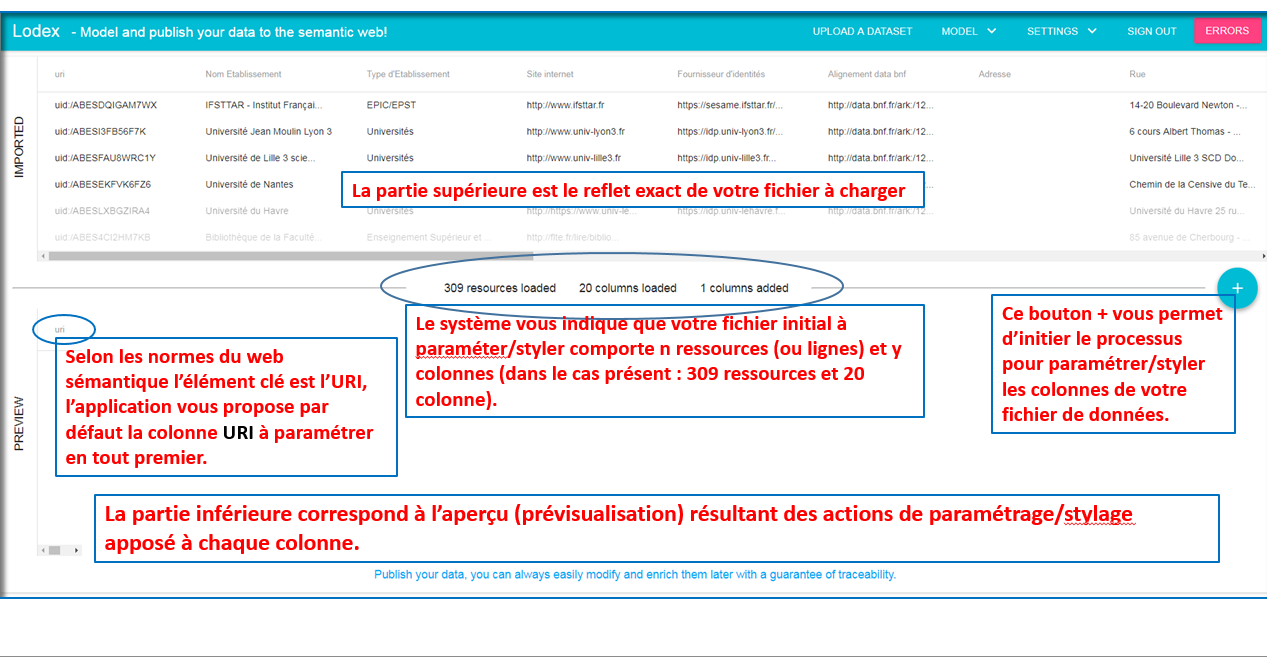 Lodex - Model and publish your data to the semantic web!
UPLOAD A DATASET MODEL SETTINGS SIGN OUT ERRORS
IMPORTED
uri Nom Etablissement Type d'Etablissement Site internet Fournisseur d'identités Alignement data bnf Adresse Rue
uid:/ABESDQIGAM7WX IFSTTAR - Institut Françai... EPIC/EPST http://www.ifsttar.fr https://sesame.ifsttar.fr/... http://data.bnf.fr/ark:/12... 14-20 Boulevard Newton -...
uid:/ABESI3FB56F7K Université Jean Moulin Lyon 3 Universités http://www.univ-lyon3.fr https://idp.univ-lyon3.fr/... http://data.bnf.fr/ark:/12... 6 cours Albert Thomas - ...
uid:/ABESFAU8WRC1Y Université de Lille 3 scie... Universités http://www.univ-lille3.fr https://idp.univ-lille3.fr... http://data.bnf.fr/ark:/12... Université Lille 3 SCD Do...
uid:/ABESEKFVK6FZ6 Université de Nantes Chemin de la Censive du Te...
La partie supérieure est le reflet exact de votre fichier à charger
uid:/ABESLXBGZIRA4 Université du Havre Universités http://https://www.univ-le... https://idp.univ-lehavre.f... http://data.bnf.fr/ark:/12... Université du Havre 25 ru...
uid:/ABES4CI2HM7KB Bibliothèque de la Faculté... Enseignement Supérieur et ... http://flte.fr/lire/biblio... 85 avenue de Cherbourg - ...
309 resources loaded 20 columns loaded 1 columns added
+
PREVIEW
uri
Selon les normes du web
sémantique l’élément clé est l’URI,
l’application vous propose par
défaut la colonne URI à paramétrer
en tout premier.
Le système vous indique que votre fichier initial à
paraméter/styler comporte n ressources (ou lignes) et y
colonnes (dans le cas présent : 309 ressources et 20
colonne).
Ce bouton + vous permet
d’initier le processus
pour paramétrer/styler
les colonnes de votre
fichier de données.
La partie inférieure correspond à l’aperçu (prévisualisation) résultant des actions de paramétrage/stylage
apposé à chaque colonne.
Publish your data, you can always easily modify and enrich them later with a guarantee of traceability.